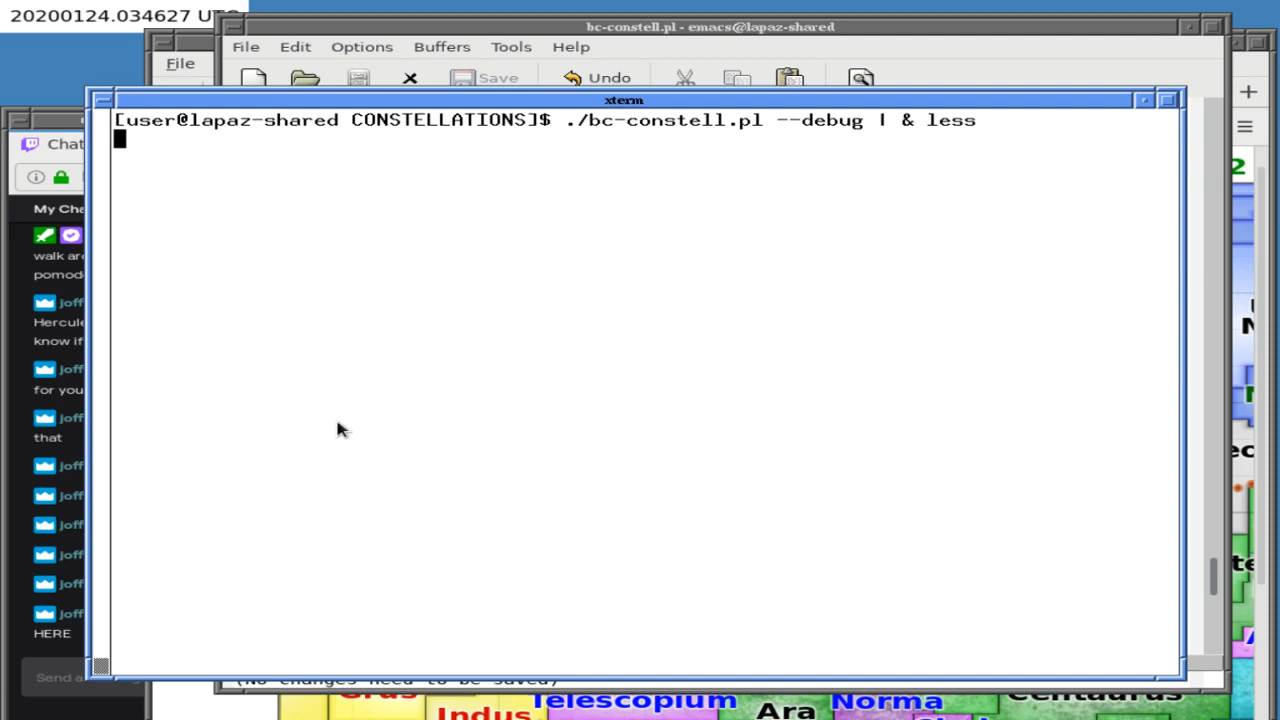 20200124.034627 UTC
bc-constell.pl - emacs@lapaz-shared
File Edit Options Buffers Tools Help
File
Save Undo
xterm
[user@lapaz-shared CONSTELLATIONS]$ ./bc-constell.pl --debug | & less
Chat
My Cha
walk ar
pomod
joff
Hercul
know if
joff
for you
joff
that
joff
joff
joff
joff
joff
joff
HERE
Send a
(No changes need to be saved)
Grus
Indus
Telescopium
Ara
Norma
Centaurus